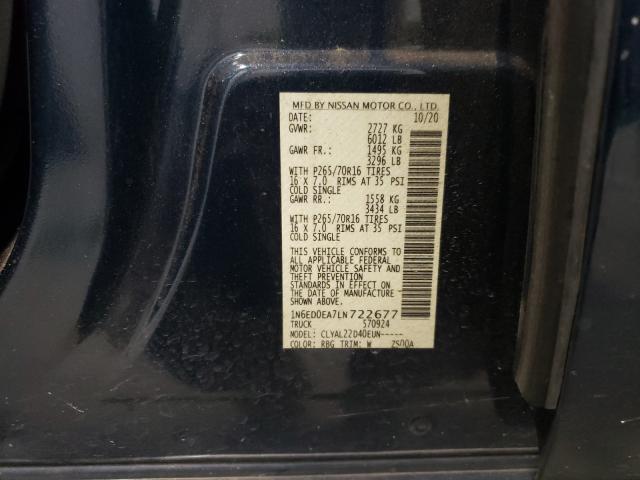 MFD BY NISSAN MOTOR CO., LTD.
DATE: 10/20
GVWR: 2727 KG
6012 LB
GAWR FR.: 1495 KG
3296 LB
WITH P265/70R16 TIRES
16 X 7.0 RIMS AT 35 PSI
COLD SINGLE
GAWR RR.: 1558 KG
3434 LB
WITH P265/70R16 TIRES
16 X 7.0 RIMS AT 35 PSI
COLD SINGLE
THIS VEHICLE CONFORMS TO
ALL APPLICABLE FEDERAL
MOTOR VEHICLE SAFETY AND
THEFT PREVENTION
STANDARDS IN EFFECT ON
THE DATE OF MANUFACTURE
SHOWN ABOVE.
1N6ED0EA7LN722677
TRUCK 570924
MODEL: CLYAL22D40EUN-----
COLOR: RBG TRIM: W ZS00A